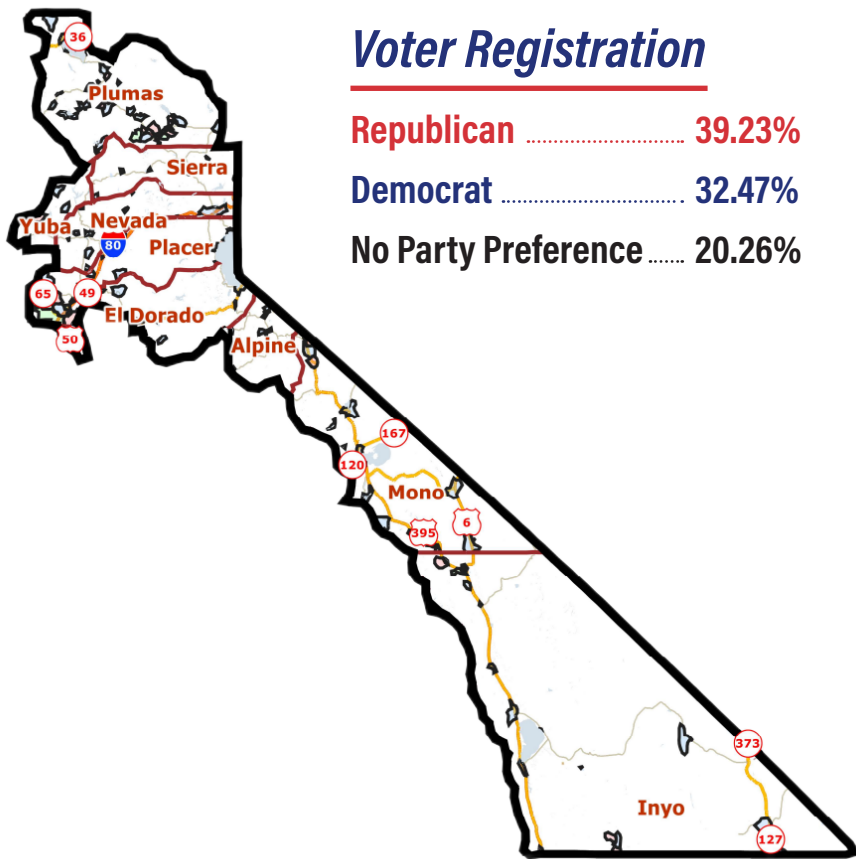 Voter Registration
Republican ........................ 39.23%
Democrat ........................... 32.47%
No Party Preference ....... 20.26%
36
Plumas
Sierra
Yuba
Nevada
80
Placer
65
49
El Dorado
50
Alpine
167
120
Mono
395
6
373
Inyo
127